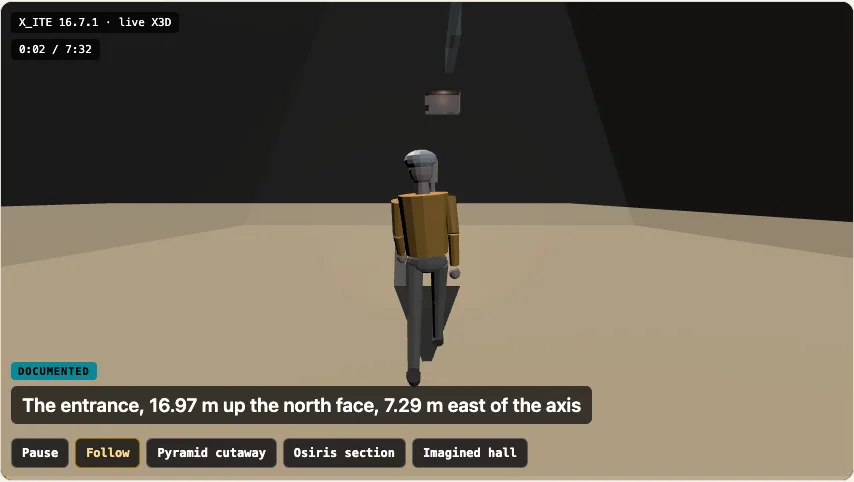 X_ITE 16.7.1 · live X3D
0:02 / 7:32
DOCUMENTED
The entrance, 16.97 m up the north face, 7.29 m east of the axis
Pause
Follow
Pyramid cutaway
Osiris section
Imagined hall